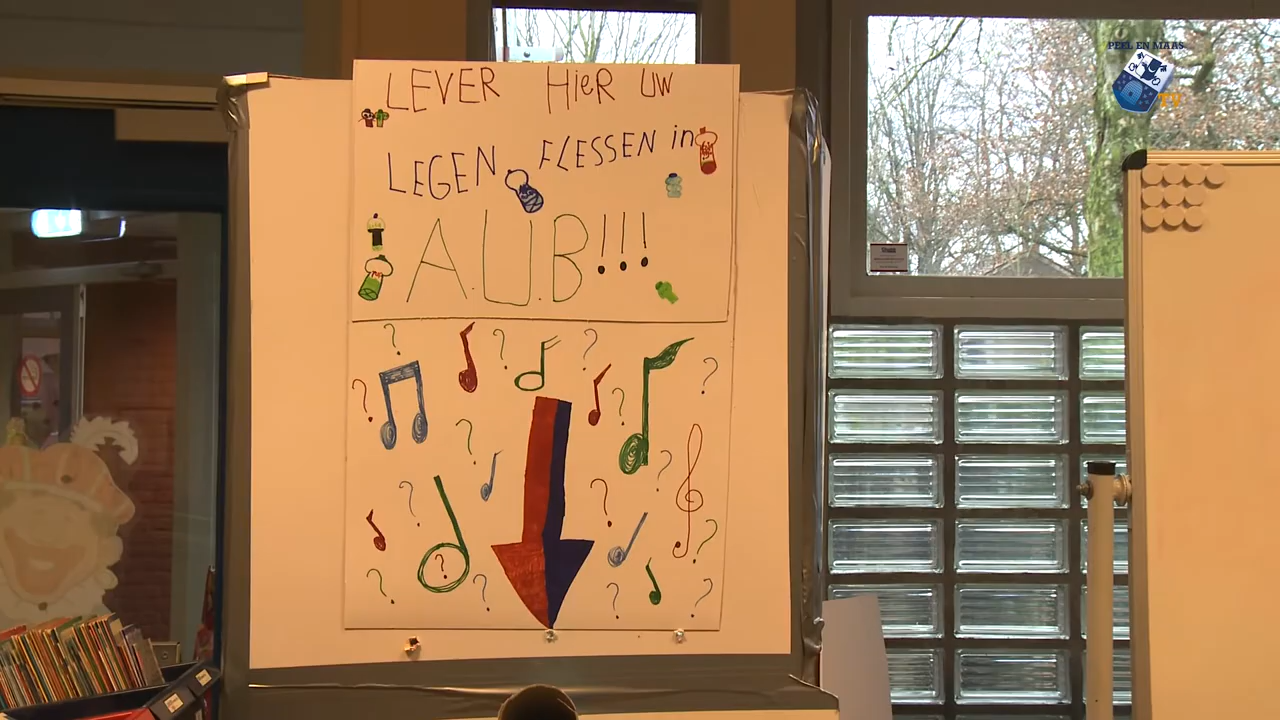 PEEL EN MAAS
TV
LEVER HiER UW
LEGEN FLESSEN in
A.U.B!!!